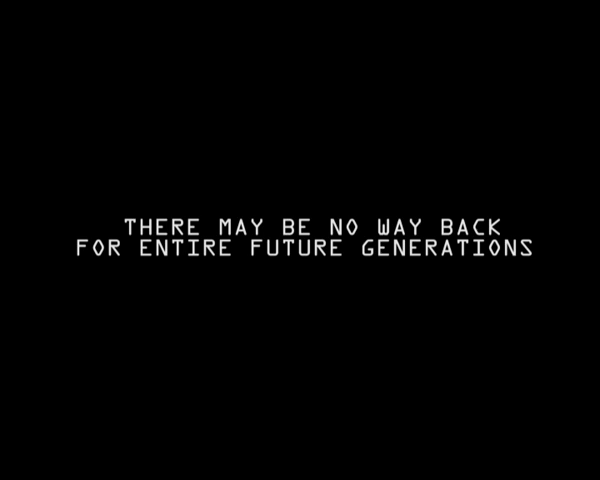 THERE MAY BE NO WAY BACK
FOR ENTIRE FUTURE GENERATIONS